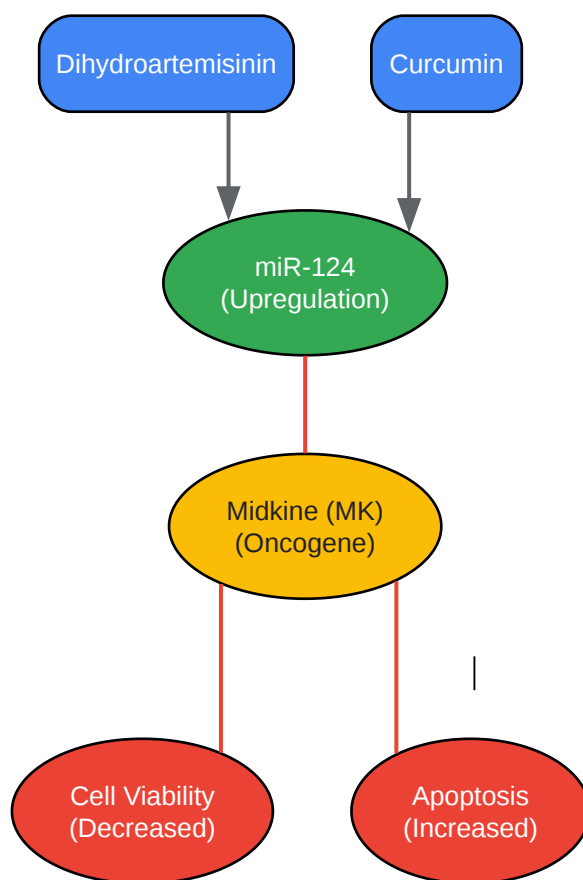 Dihydroartemisinin
Curcumin
miR-124
(Upregulation)
Midkine (MK)
(Oncogene)
|
Cell Viability
(Decreased)
Apoptosis
(Increased)